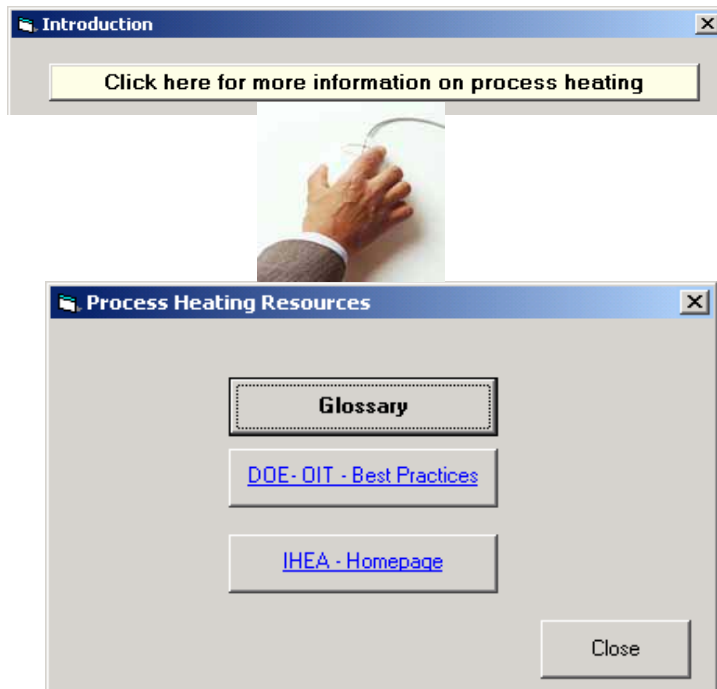 Introduction
Click here for more information on process heating
Process Heating Resources
Glossary
DOE- OIT - Best Practices
IHEA - Homepage
Close